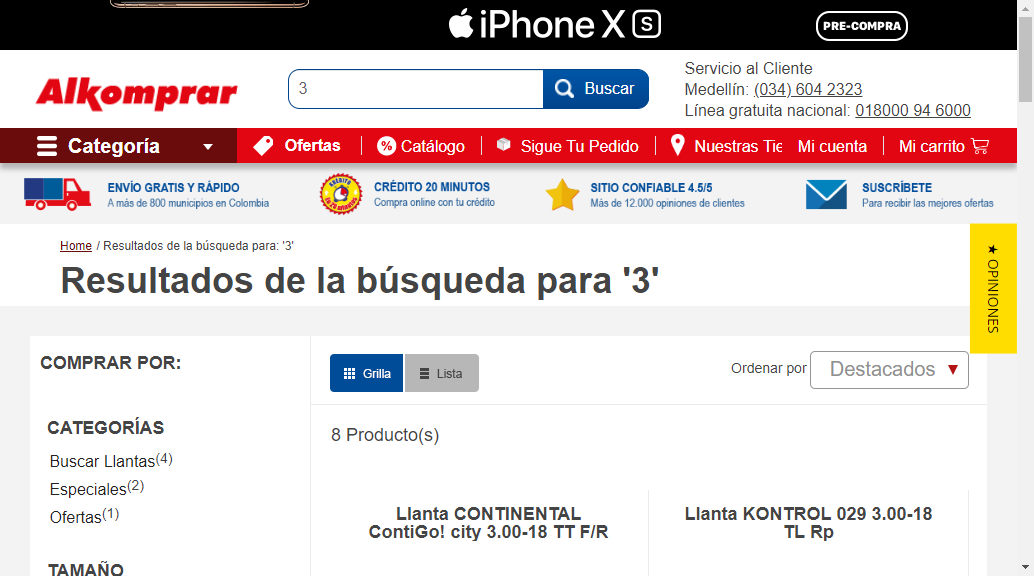 iPhone X S
PRE-COMPRA
Alkomprar
3
Buscar
Servicio al Cliente
Medellín: (034) 604 2323
Línea gratuita nacional: 018000 94 6000
Categoría
Ofertas
% Catálogo
Sigue Tu Pedido
Nuestras Tie
Mi cuenta
Mi carrito
ENVÍO GRATIS Y RÁPIDO
A más de 800 municipios en Colombia
CRÉDITO 20 MINUTOS
Compra online con tu crédito
SITIO CONFIABLE 4.5/5
Más de 12.000 opiniones de clientes
SUSCRÍBETE
Para recibir las mejores ofertas
Home / Resultados de la búsqueda para: '3'
Resultados de la búsqueda para '3'
★ OPINIONES
COMPRAR POR:
Grilla
Lista
Ordenar por
Destacados
8 Producto(s)
CATEGORÍAS
Buscar Llantas(4)
Especiales(2)
Ofertas(1)
TAMAÑO
Llanta CONTINENTAL
ContiGo! city 3.00-18 TT F/R
Llanta KONTROL 029 3.00-18
TL Rp